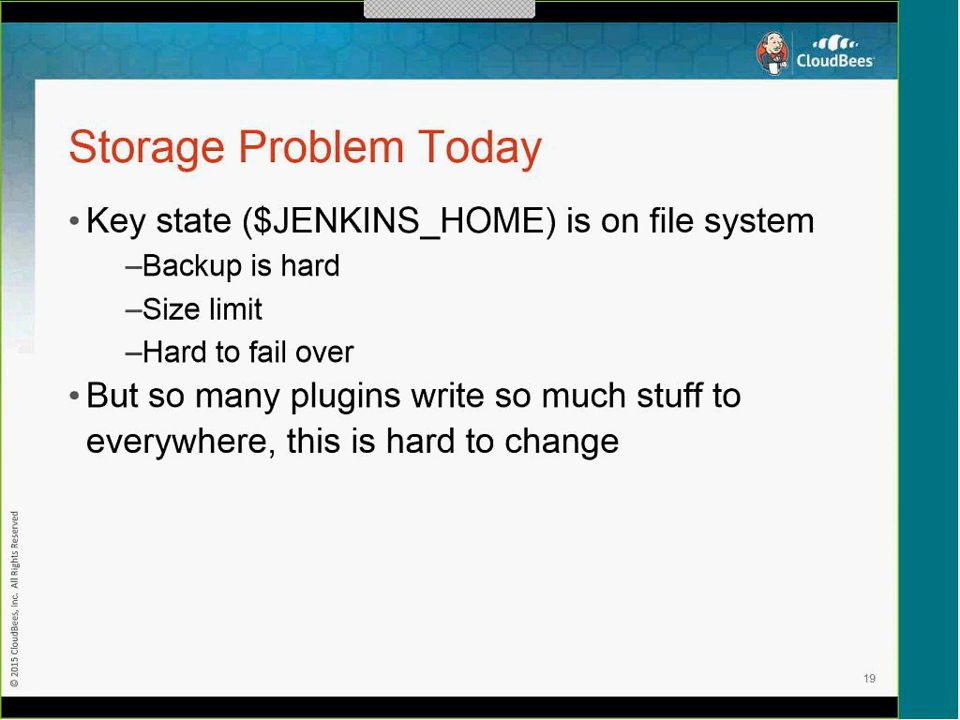 CloudBees
Storage Problem Today
• Key state ($JENKINS_HOME) is on file system
–Backup is hard
–Size limit
–Hard to fail over
• But so many plugins write so much stuff to
everywhere, this is hard to change
© 2015 CloudBees, Inc. All Rights Reserved
19